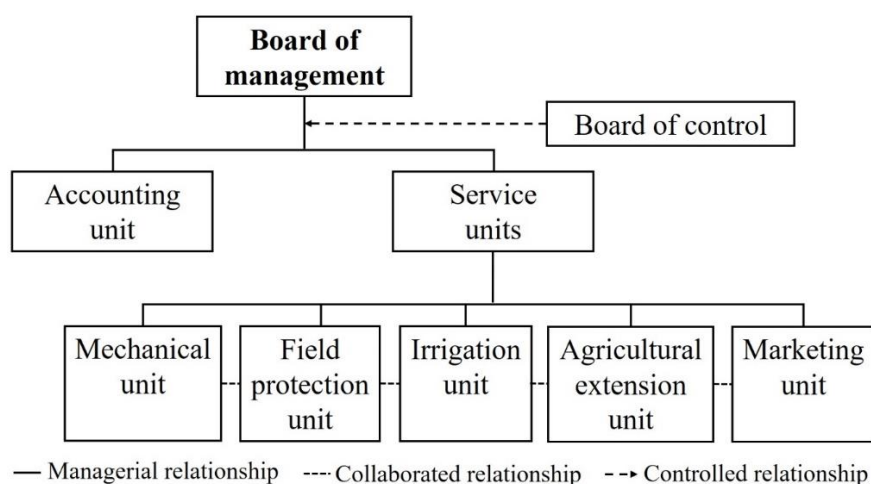 Board of
management
Board of control
Accounting
unit
Service
units
Mechanical
unit
Field
protection
unit
Irrigation
unit
Agricultural
extension
unit
Marketing
unit
Managerial relationship
Collaborated relationship
Controlled relationship